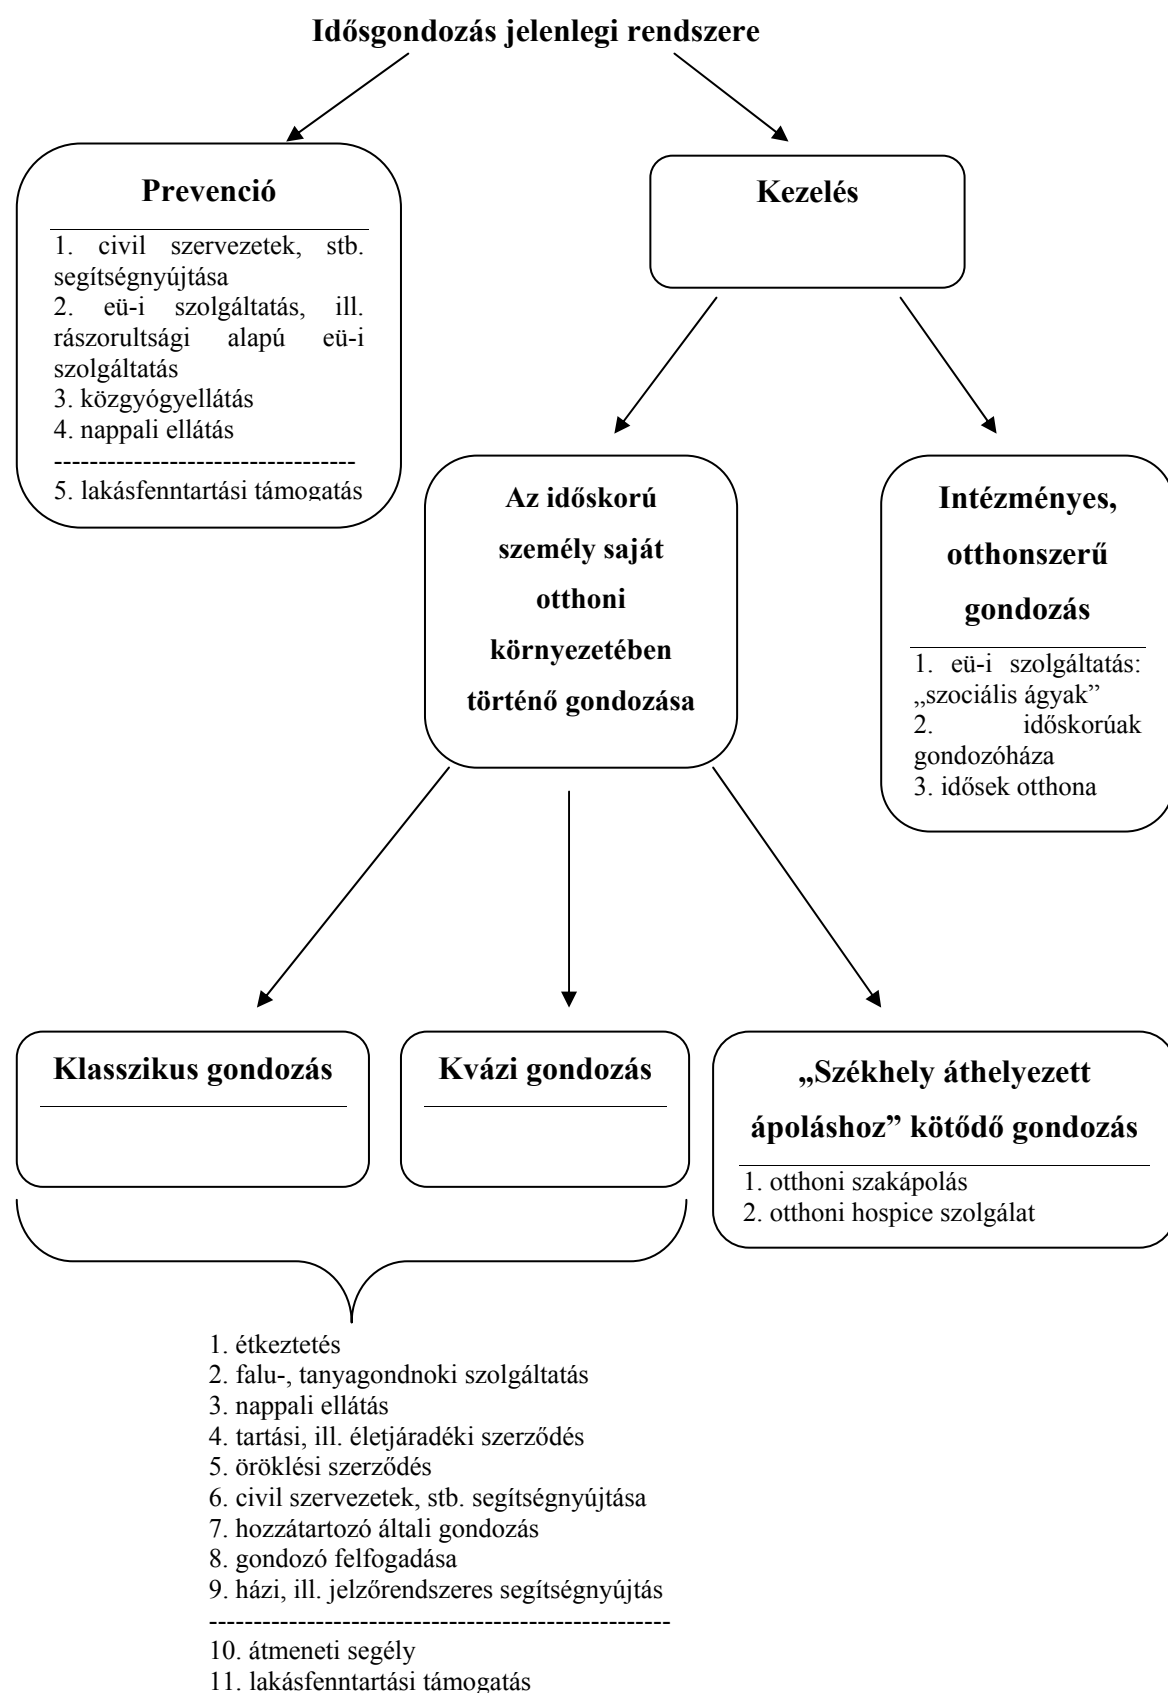 Idősgondozás jelenlegi rendszere
Prevenció
1. civil szervezetek, stb.
segítségnyújtása
2. eü-i szolgáltatás, ill.
rászorultsági alapú eü-i
szolgáltatás
3. közgyógyellátás
4. nappali ellátás
----------------------------------
5. lakásfenntartási támogatás
Kezelés
Az időskorú
személy saját
otthoni
környezetében
történő gondozása
Intézményes,
otthonszerű
gondozás
1. eü-i szolgáltatás:
„szociális ágyak”
2. időskorúak
gondozóháza
3. idősek otthona
Klasszikus gondozás
Kvázi gondozás
„Székhely áthelyezett
ápoláshoz” kötődő gondozás
1. otthoni szakápolás
2. otthoni hospice szolgálat
1. étkeztetés
2. falu-, tanyagondnoki szolgáltatás
3. nappali ellátás
4. tartási, ill. életjáradéki szerződés
5. öröklési szerződés
6. civil szervezetek, stb. segítségnyújtása
7. hozzátartozó általi gondozás
8. gondozó felfogadása
9. házi, ill. jelzőrendszeres segítségnyújtás
----------------------------------------------------
10. átmeneti segély
11. lakásfenntartási támogatás